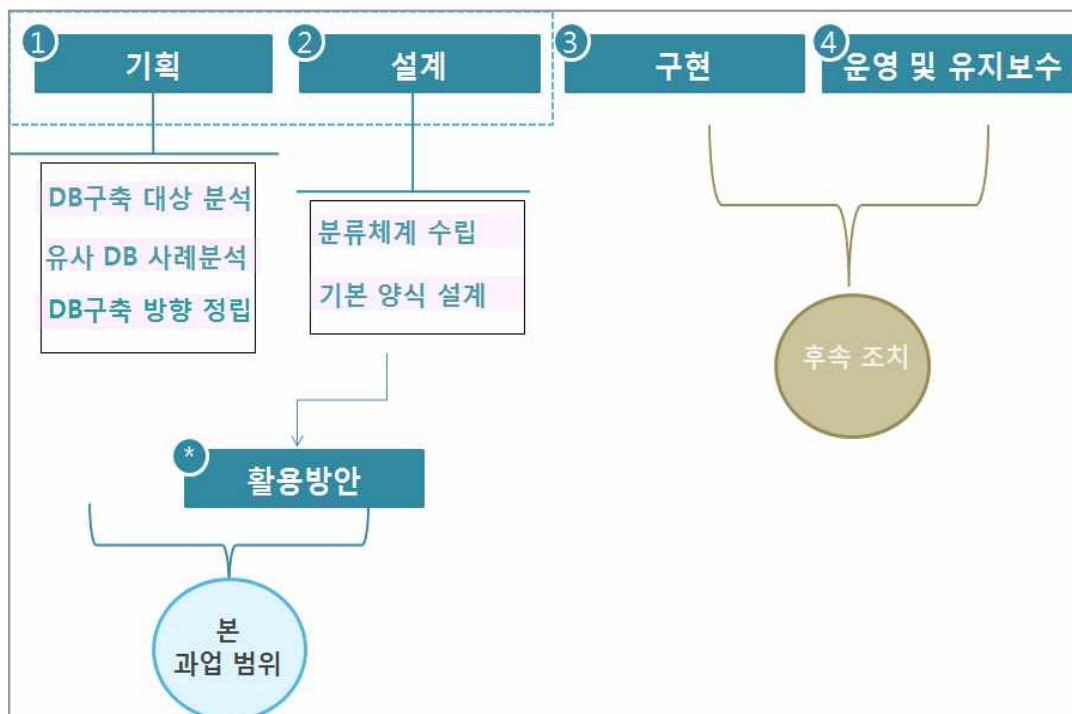 1
기획
2
설계
3
구현
4
운영 및 유지보수
DB구축 대상 분석
유사 DB 사례분석
DB구축 방향 정립
분류체계 수립
기본 양식 설계
후속 조치
*
활용방안
본
과업 범위